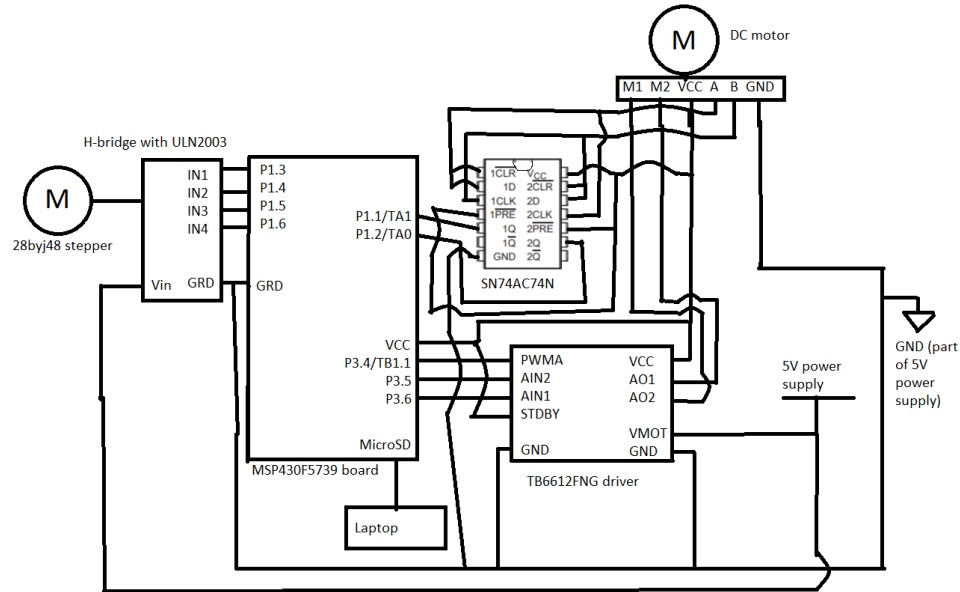 M
DC motor
M1 M2 VCC A B GND
H-bridge with ULN2003
IN1
IN2
IN3
IN4
Vin
GRD
M
28byj48 stepper
P1.3
P1.4
P1.5
P1.6
P1.1/TA1
P1.2/TA0
GRD
VCC
P3.4/TB1.1
P3.5
P3.6
MicroSD
MSP430F5739 board
Laptop
1CLR
1D
1CLK
1PRE
1Q
1Q
GND
VCC
2CLR
2D
2CLK
2PRE
2Q
2Q
SN74AC74N
PWMA
AIN2
AIN1
STDBY
GND
VCC
AO1
AO2
VMOT
GND
TB6612FNG driver
5V power
supply
GND (part
of 5V
power
supply)